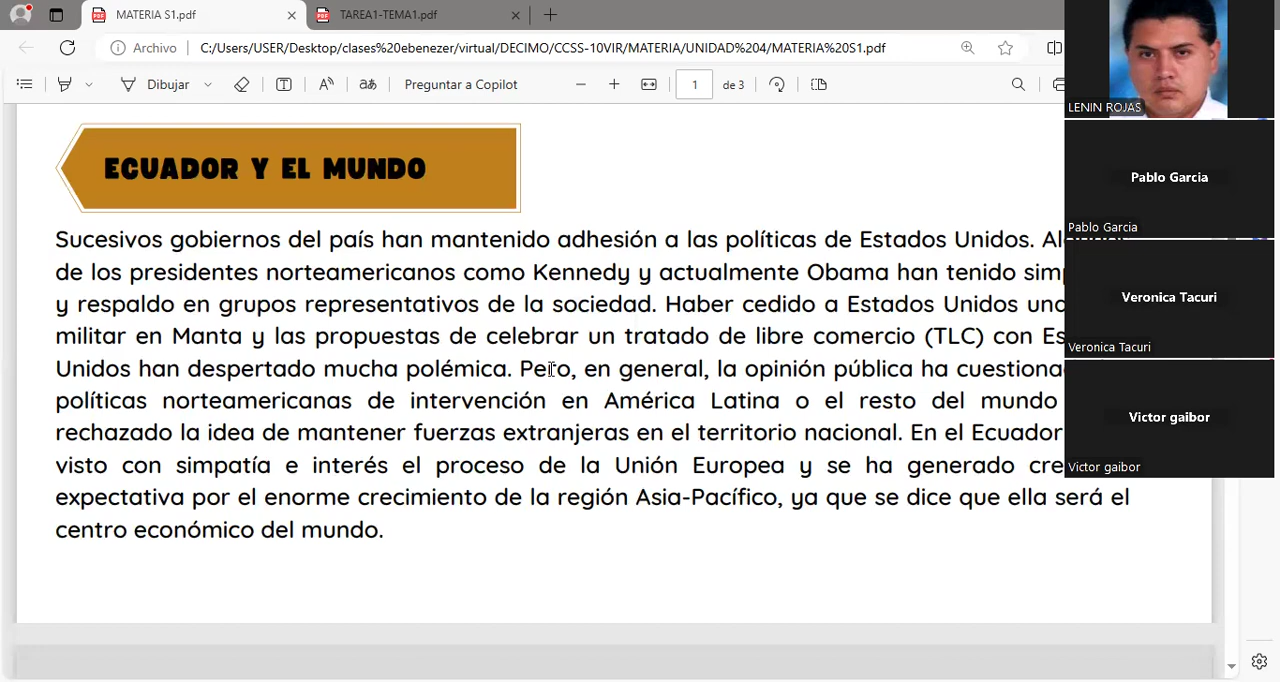 MATERIA S1.pdf
TAREA1-TEMA1.pdf
Archivo
C:/Users/USER/Desktop/clases%20ebenezer/virtual/DECIMO/CCSS-10VIR/MATERIA/UNIDAD%204/MATERIA%20S1.pdf
Dibujar
Preguntar a Copilot
1
de 3
LENIN ROJAS
Pablo Garcia
Pablo Garcia
Veronica Tacuri
Veronica Tacuri
Victor gaibor
Victor gaibor
ECUADOR Y EL MUNDO
Sucesivos gobiernos del país han mantenido adhesión a las políticas de Estados Unidos.
de los presidentes norteamericanos como Kennedy y actualmente Obama han tenido
y respaldo en grupos representativos de la sociedad. Haber cedido a Estados Unidos
militar en Manta y las propuestas de celebrar un tratado de libre comercio (TLC) con
Unidos han despertado mucha polémica. Pero, en general, la opinión pública ha
políticas norteamericanas de intervención en América Latina o el resto del mundo
rechazado la idea de mantener fuerzas extranjeras en el territorio nacional. En el Ecuador
visto con simpatía e interés el proceso de la Unión Europea y se ha generado
expectativa por el enorme crecimiento de la región Asia-Pacífico, ya que se dice que ella será el
centro económico del mundo.